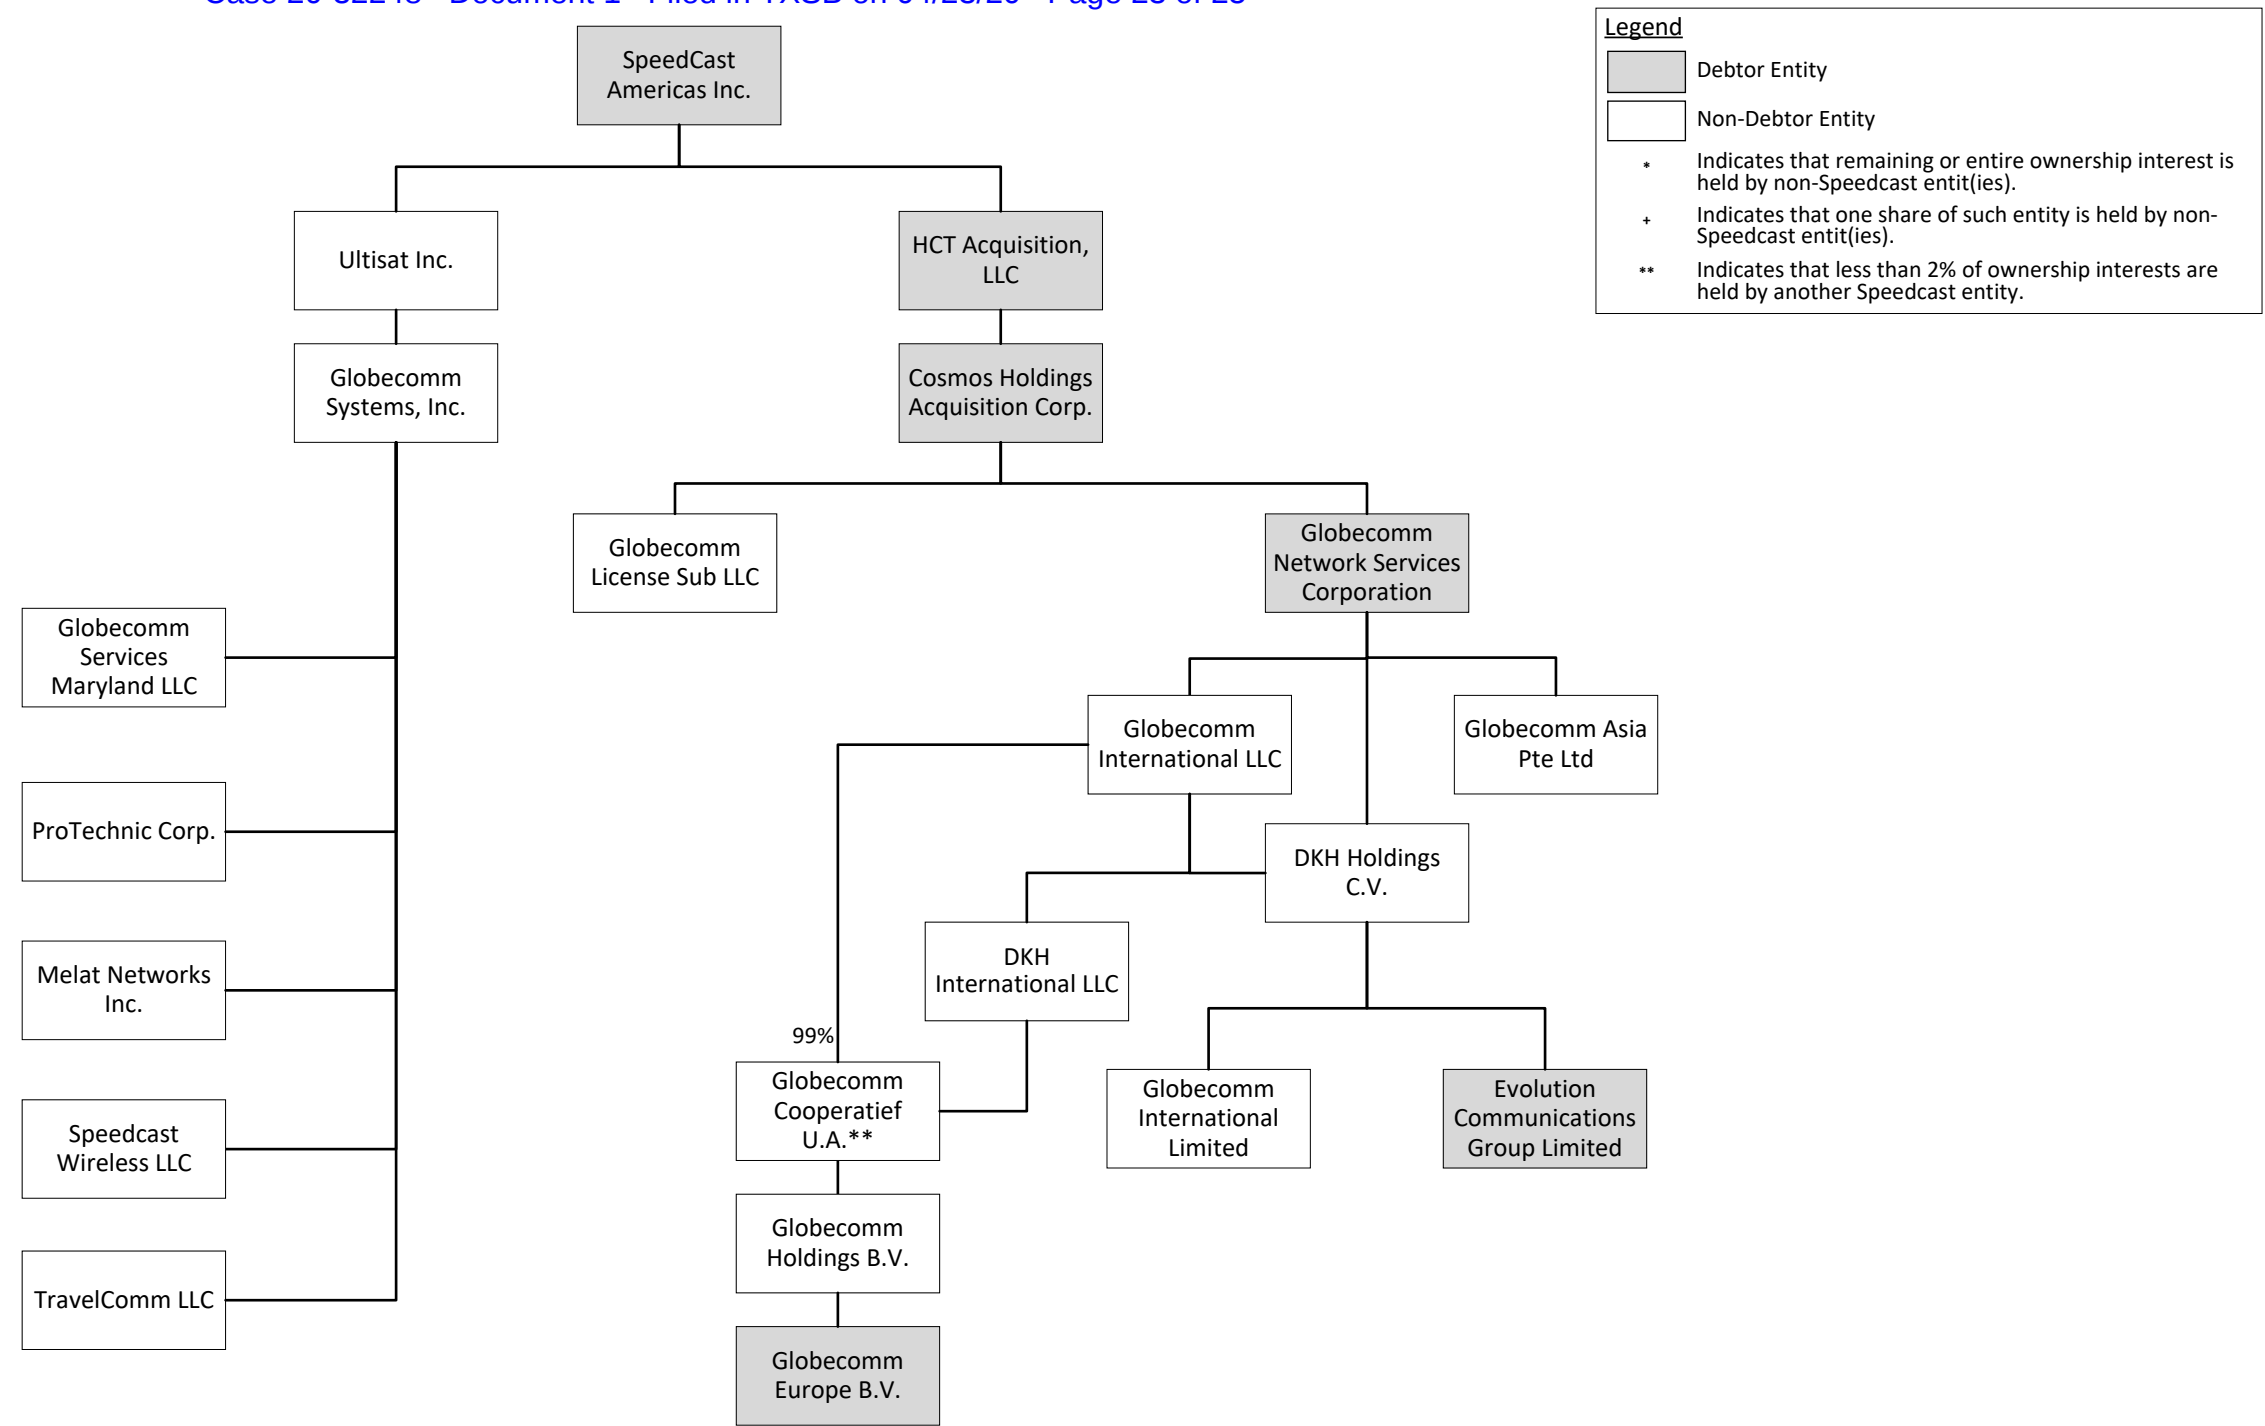 SpeedCast
Americas Inc.
Legend
Debtor Entity
Non-Debtor Entity
* Indicates that remaining or entire ownership interest is
held by non-Speedcast entit(ies).
+ Indicates that one share of such entity is held by non-
Speedcast entit(ies).
** Indicates that less than 2% of ownership interests are
held by another Speedcast entity.
Ultisat Inc.
HCT Acquisition,
LLC
Globecomm
Systems, Inc.
Cosmos Holdings
Acquisition Corp.
Globecomm
License Sub LLC
Globecomm
Network Services
Corporation
Globecomm
Services
Maryland LLC
Globecomm
International LLC
Globecomm Asia
Pte Ltd
ProTechnic Corp.
DKH Holdings
C.V.
Melat Networks
Inc.
DKH
International LLC
99%
Globecomm
Cooperatief
U.A.**
Globecomm
International
Limited
Evolution
Communications
Group Limited
Speedcast
Wireless LLC
Globecomm
Holdings B.V.
TravelComm LLC
Globecomm
Europe B.V.